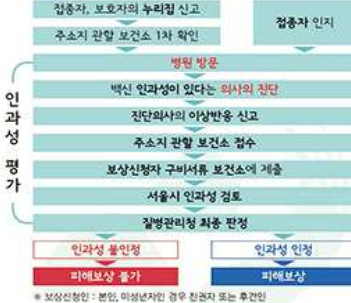 접종자, 보호자의 누리집 신고
접종자 인지
주소지 관할 보건소 1차 확인
병원 방문
백신 인과성이 있다는 의사의 진단
진단의사의 이상반응 신고
주소지 관할 보건소 접수
보상신청자 구비서류 보건소에 제출
서울시 인과성 검토
질병관리청 최종 판정
인과성 평가
인과성 불인정
인과성 인정
피해보상 불가
피해보상
※ 보상신청인 : 본인, 미성년자인 경우 친권자 또는 후견인